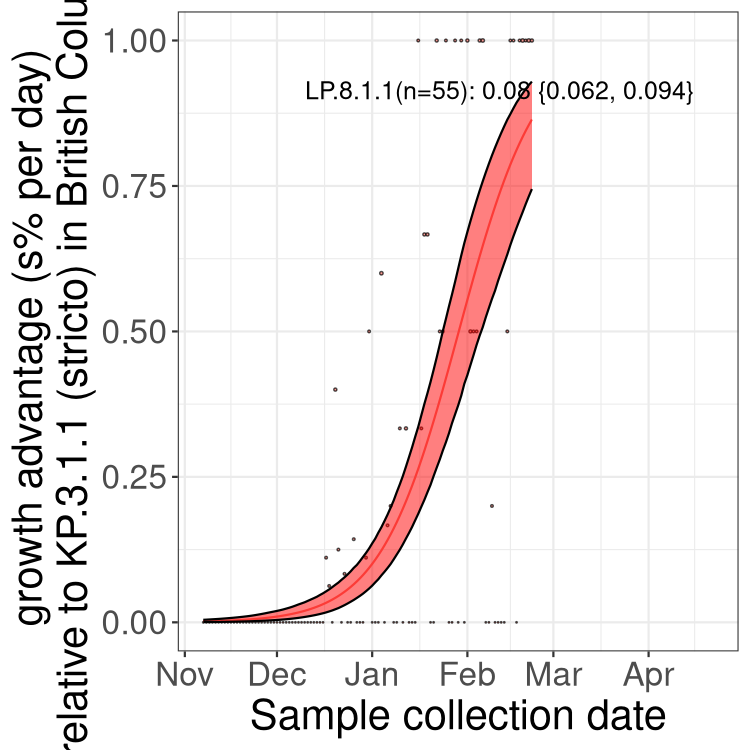 growth advantage (s% per day)
relative to KP.3.1.1 (stricto) in British Colu
1.00
0.75
0.50
0.25
0.00
LP.8.1.1(n=55): 0.08 {0.062, 0.094}
Nov Dec Jan Feb Mar Apr
Sample collection date